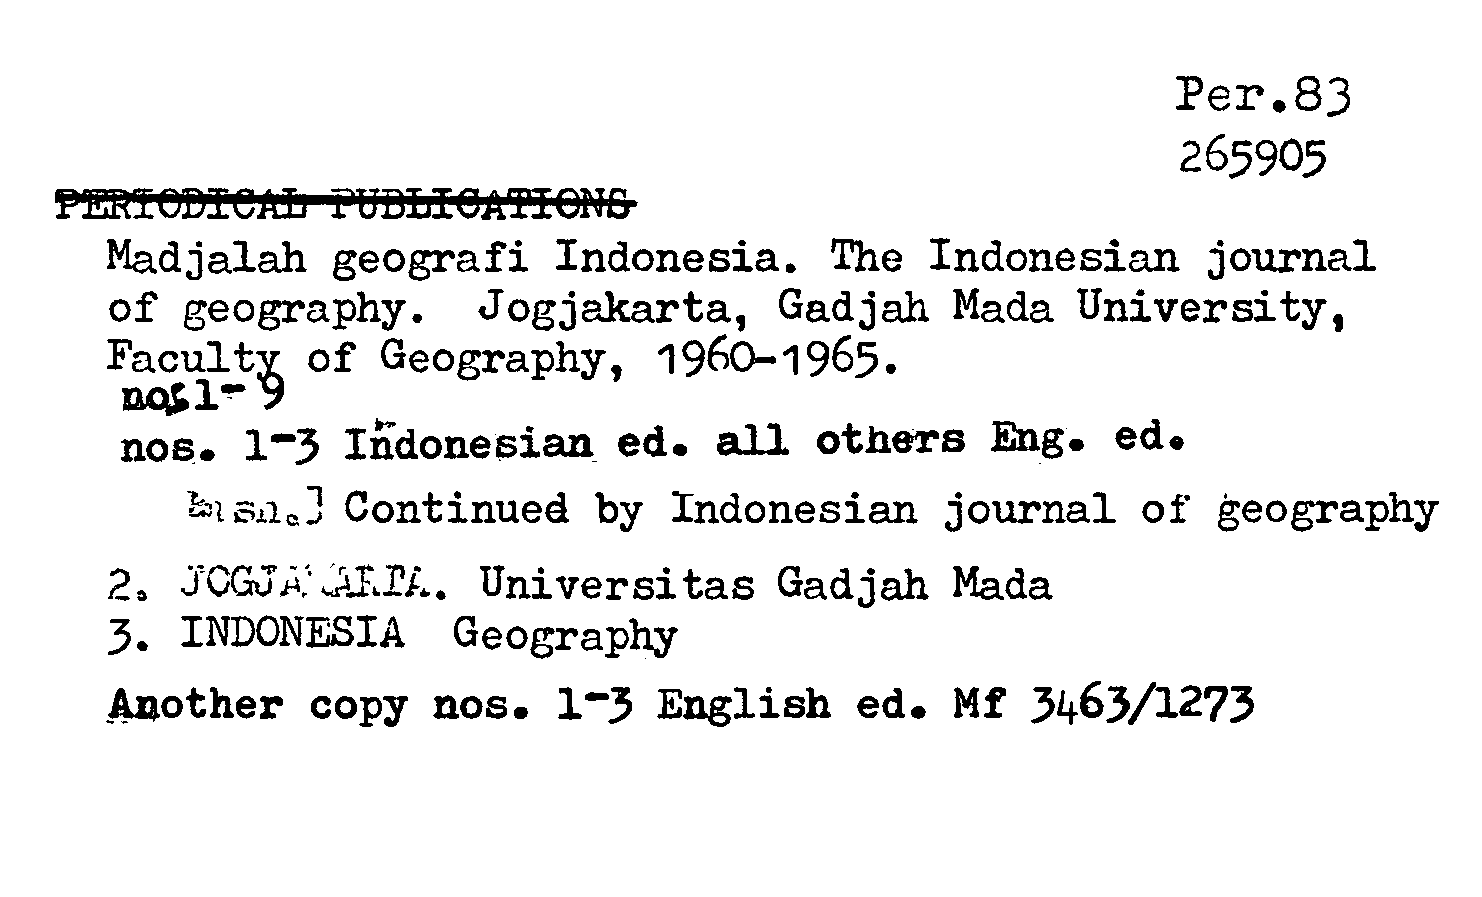 Per.83
265905
PERIODICAL PUBLICATIONS
Madjalah geografi Indonesia. The Indonesian journal
of geography. Jogjakarta, Gadjah Mada University,
Faculty of Geography, 1960-1965.
nos 1-9
nos. 1-3 Indonesian ed. all others Eng. ed.
Continued by Indonesian journal of geography
2. JOGJAKARTA. Universitas Gadjah Mada
3. INDONESIA Geography
Another copy nos. 1-3 English ed. Mf 3463/1273